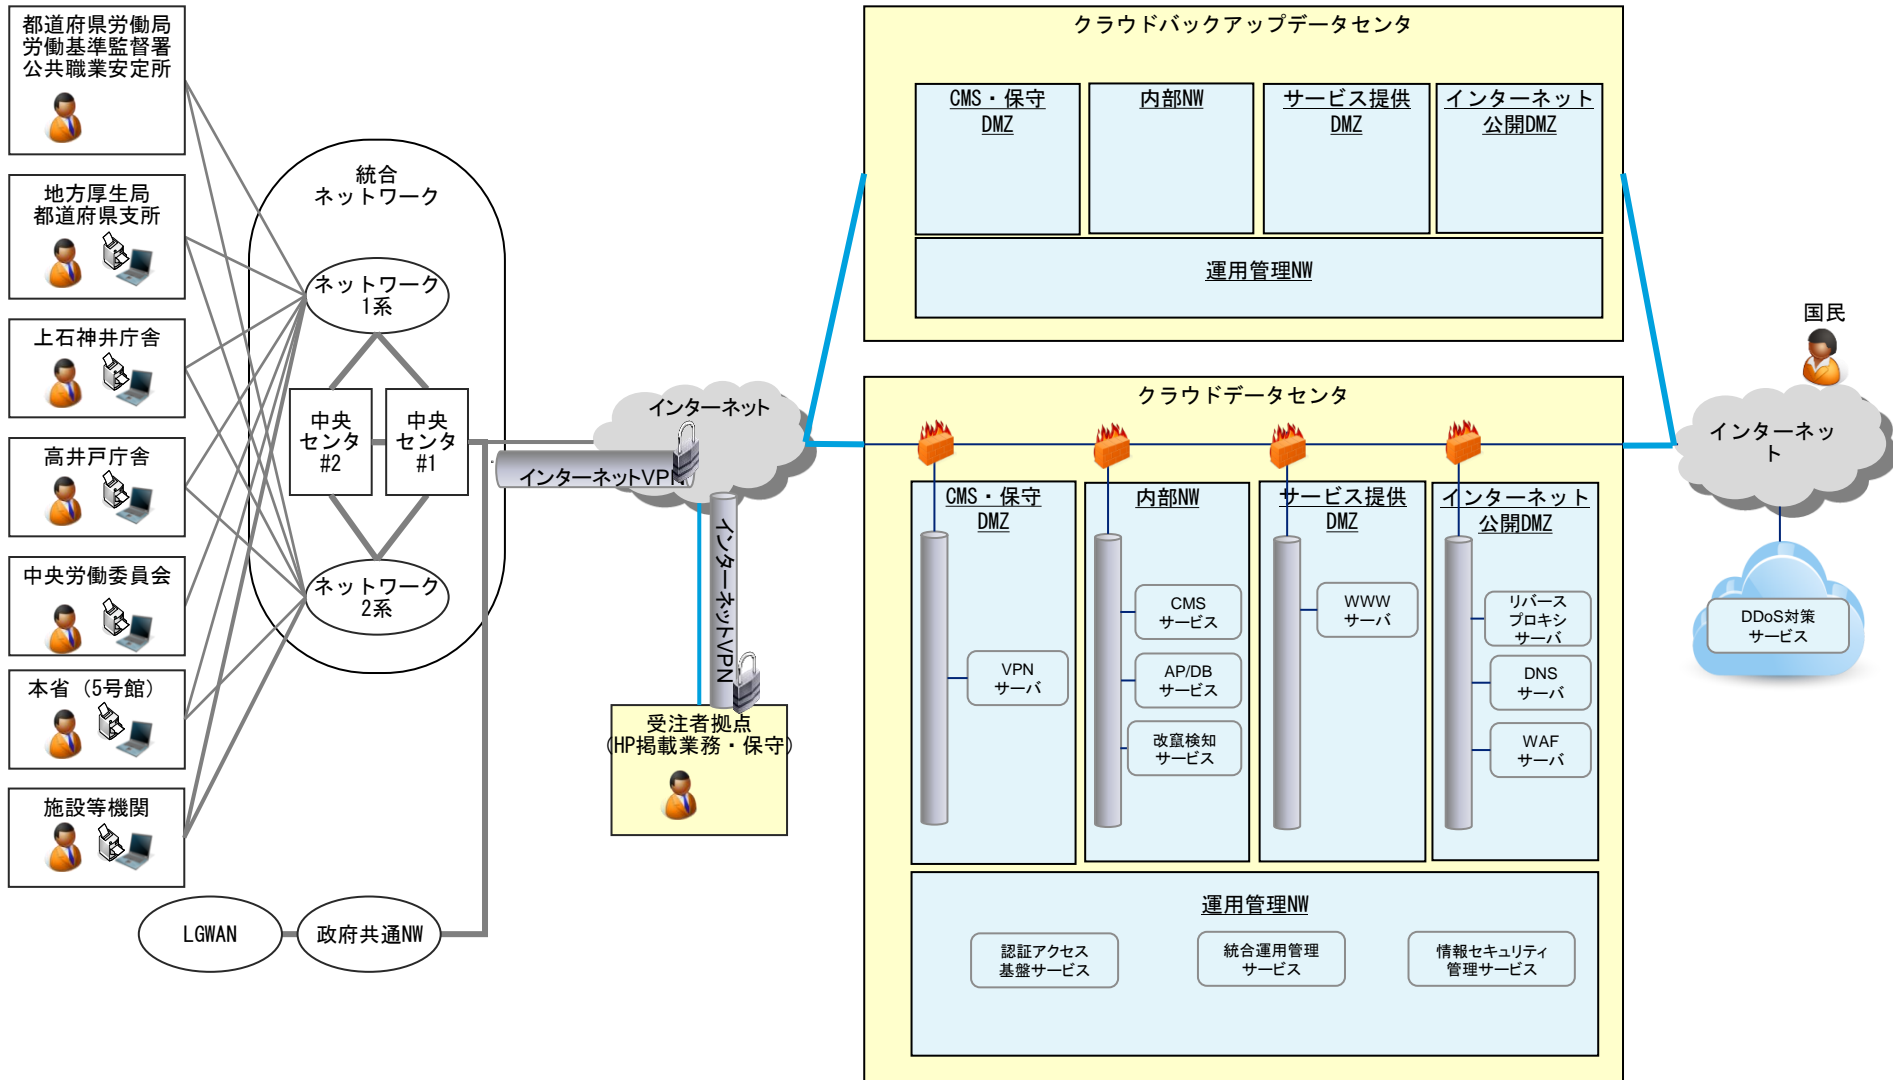 都道府県労働局
労働基準監督署
公共職業安定所
地方厚生局
都道府県支所
上石神井庁舎
高井戸庁舎
中央労働委員会
本省（5号館）
施設等機関
LGWAN
政府共通NW
統合
ネットワーク
ネットワーク
1系
中央
センタ
#2
中央
センタ
#1
ネットワーク
2系
インターネット
インターネットVPN
インターネットVPN
受注者拠点
(HP掲載業務・保守)
クラウドバックアップデータセンタ
CMS・保守
DMZ
内部NW
サービス提供
DMZ
インターネット
公開DMZ
運用管理NW
クラウドデータセンタ
CMS・保守
DMZ
VPN
サーバ
内部NW
CMS
サービス
AP/DB
サービス
改竄検知
サービス
サービス提供
DMZ
WWW
サーバ
インターネット
公開DMZ
リバース
プロキシ
サーバ
DNS
サーバ
WAF
サーバ
運用管理NW
認証アクセス
基盤サービス
統合運用管理
サービス
情報セキュリティ
管理サービス
国民
インターネッ
ト
DDoS対策
サービス